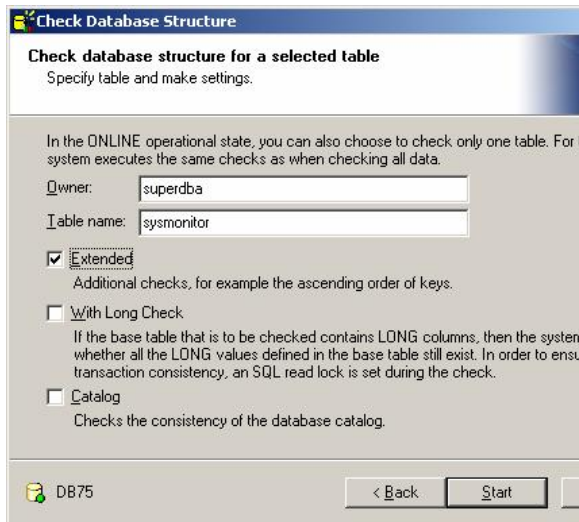 Check Database Structure
Check database structure for a selected table
Specify table and make settings.
In the ONLINE operational state, you can also choose to check only one table. For
system executes the same checks as when checking all data.
Owner: superdba
Table name: sysmonitor
Extended
Additional checks, for example the ascending order of keys.
With Long Check
If the base table that is to be checked contains LONG columns, then the system
whether all the LONG values defined in the base table still exist. In order to
transaction consistency, an SQL read lock is set during the check.
Catalog
Checks the consistency of the database catalog.
DB75 < Back Start